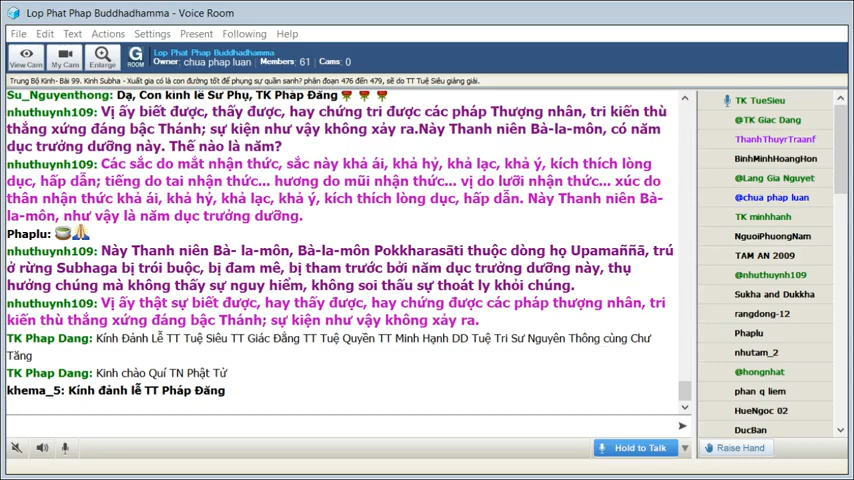 Lop Phat Phap Buddhadhamma - Voice Room
File Edit Text Actions Settings Present Following Help
View Cam My Cam Enlarge G ROOM
Lop Phat Phap Buddhadhamma
Owner: chua phap luan Members: 61 Cams: 0
Trung Bộ Kinh- Bài 99. Kinh Subha - Xuất gia có là con đường tốt để phụng sự quần sanh? phân đoạn 476 đến 479, sẽ do TT Tuệ Siêu giảng giải.
Su_Nguyenthong: Dạ, Con kính lễ Sư Phụ, TK Pháp Đăng
nhuthuynh109: Vị ấy biết được, thấy được, hay chứng tri được các pháp Thượng nhân, tri kiến thù
thắng xứng đáng bậc Thánh; sự kiện như vậy không xảy ra.Này Thanh niên Bà-la-môn, có năm
dục trưởng dưỡng này. Thế nào là năm?
nhuthuynh109: Các sắc do mắt nhận thức, sắc này khả ái, khả hỷ, khả lạc, khả ý, kích thích lòng
dục, hấp dẫn; tiếng do tai nhận thức... hương do mũi nhận thức... vị do lưỡi nhận thức... xúc do
thân nhận thức khả ái, khả hỷ, khả lạc, khả ý, kích thích lòng dục, hấp dẫn. Này Thanh niên Bà-
la-môn, như vậy là năm dục trưởng dưỡng.
Phaplu:
nhuthuynh109: Này Thanh niên Bà- la-môn, Bà-la-môn Pokkharasāti thuộc dòng họ Upamaññā, trú
ở rừng Subhaga bị trói buộc, bị đam mê, bị tham trước bởi năm dục trưởng dưỡng này, thụ
hưởng chúng mà không thấy sự nguy hiểm, không soi thấu sự thoát ly khỏi chúng.
nhuthuynh109: Vị ấy thật sự biết được, hay thấy được, hay chứng được các pháp thượng nhân, tri
kiến thù thắng xứng đáng bậc Thánh; sự kiện như vậy không xảy ra.
TK Phap Dang: Kính Đảnh Lễ TT Tuệ Siêu TT Giác Đẳng TT Tuệ Quyền TT Minh Hạnh DD Tuệ Tri Sư Nguyên Thông cùng Chư
Tăng
TK Phap Dang: Kinh chào Quí TN Phật Tử
khema_5: Kính đảnh lễ TT Pháp Đăng
TK TueSieu
@TK Giac Dang
ThanhThuyrTraanf
BinhMinhHoangHon
@Lang Gia Nguyet
@chua phap luan
TK minhhanh
NguoiPhuongNam
TAM AN 2009
@nhuthuynh109
Sukha and Dukkha
rangdong-12
Phaplu
nhutam_2
@hongnhat
phan q liem
HueNgoc 02
DucBan
Hold to Talk
Raise Hand